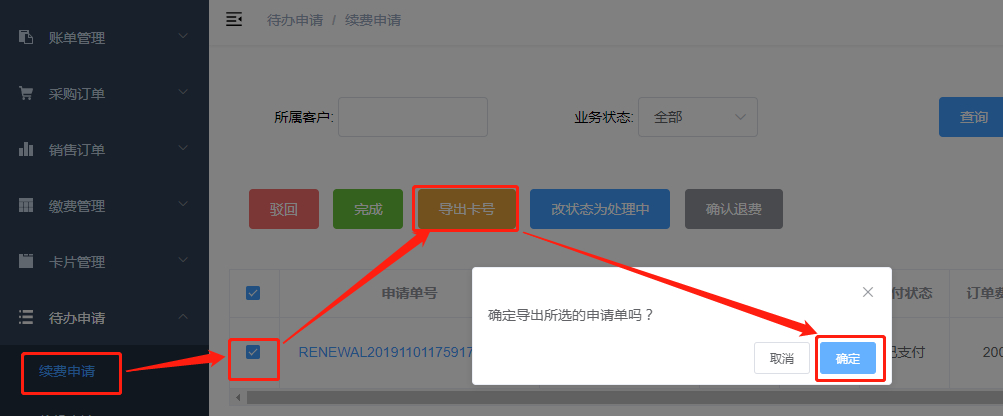 账单管理
采购订单
销售订单
缴费管理
卡片管理
待办申请
续费申请
待办申请 / 续费申请
所属客户:
业务状态: 全部
查询
驳回 完成 导出卡号 改状态为处理中 确认退费
申请单号
付状态
订单费
RENEWAL2019110117591
支付
200
确定导出所选的申请单吗？
取消 确定